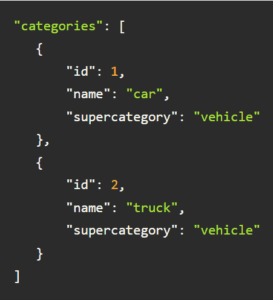 "categories": [
    {
        "id": 1,
        "name": "car",
        "supercategory": "vehicle"
    },
    {
        "id": 2,
        "name": "truck",
        "supercategory": "vehicle"
    }
]